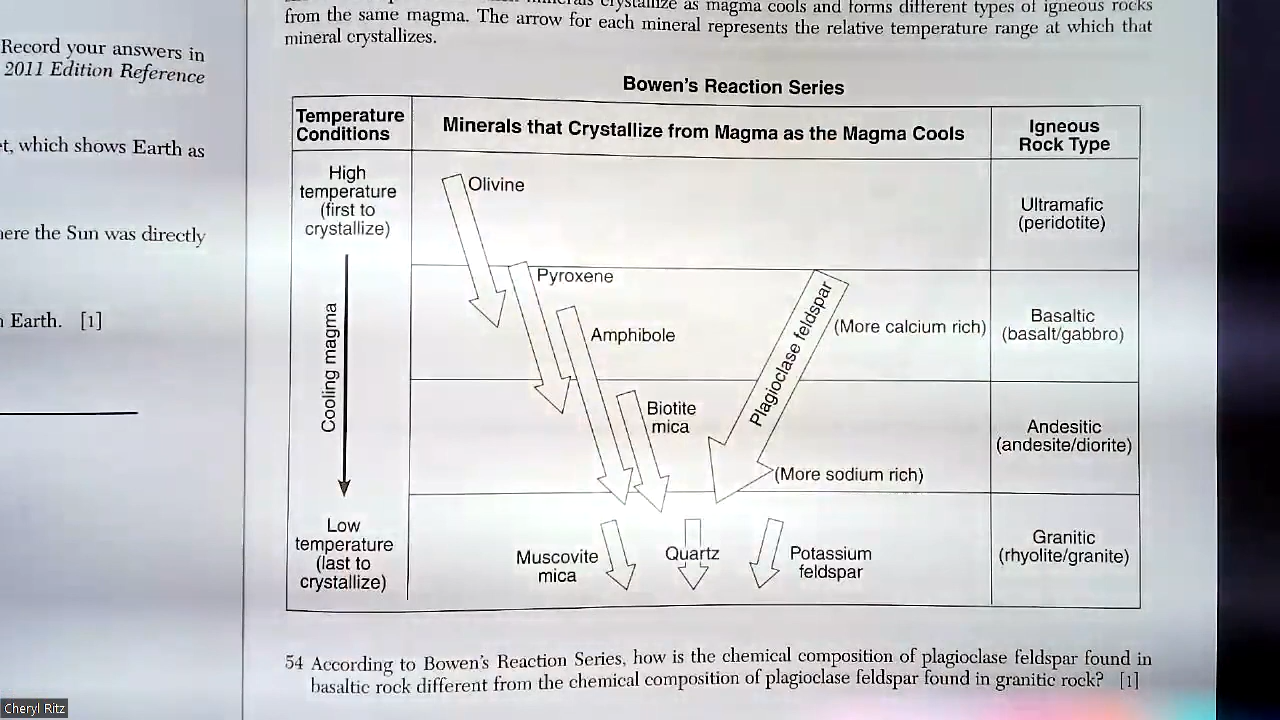 Record your answers in
2011 Edition Reference
which shows Earth as
the Sun was directly
Earth. [1]
crystallize as magma cools and forms different types of igneous rocks
from the same magma. The arrow for each mineral represents the relative temperature range at which that
mineral crystallizes.
Bowen's Reaction Series
Temperature
Conditions
Minerals that Crystallize from Magma as the Magma Cools
Igneous
Rock Type
High
temperature
(first to
crystallize)
Cooling magma
Low
temperature
(last to
crystallize)
Olivine
Pyroxene
Amphibole
Biotite
mica
Plagioclase feldspar
(More calcium rich)
(More sodium rich)
Muscovite
mica
Quartz
Potassium
feldspar
Ultramafic
(peridotite)
Basaltic
(basalt/gabbro)
Andesitic
(andesite/diorite)
Granitic
(rhyolite/granite)
54 According to Bowen's Reaction Series, how is the chemical composition of plagioclase feldspar found in
basaltic rock different from the chemical composition of plagioclase feldspar found in granitic rock? [1]
Cheryl Ritz